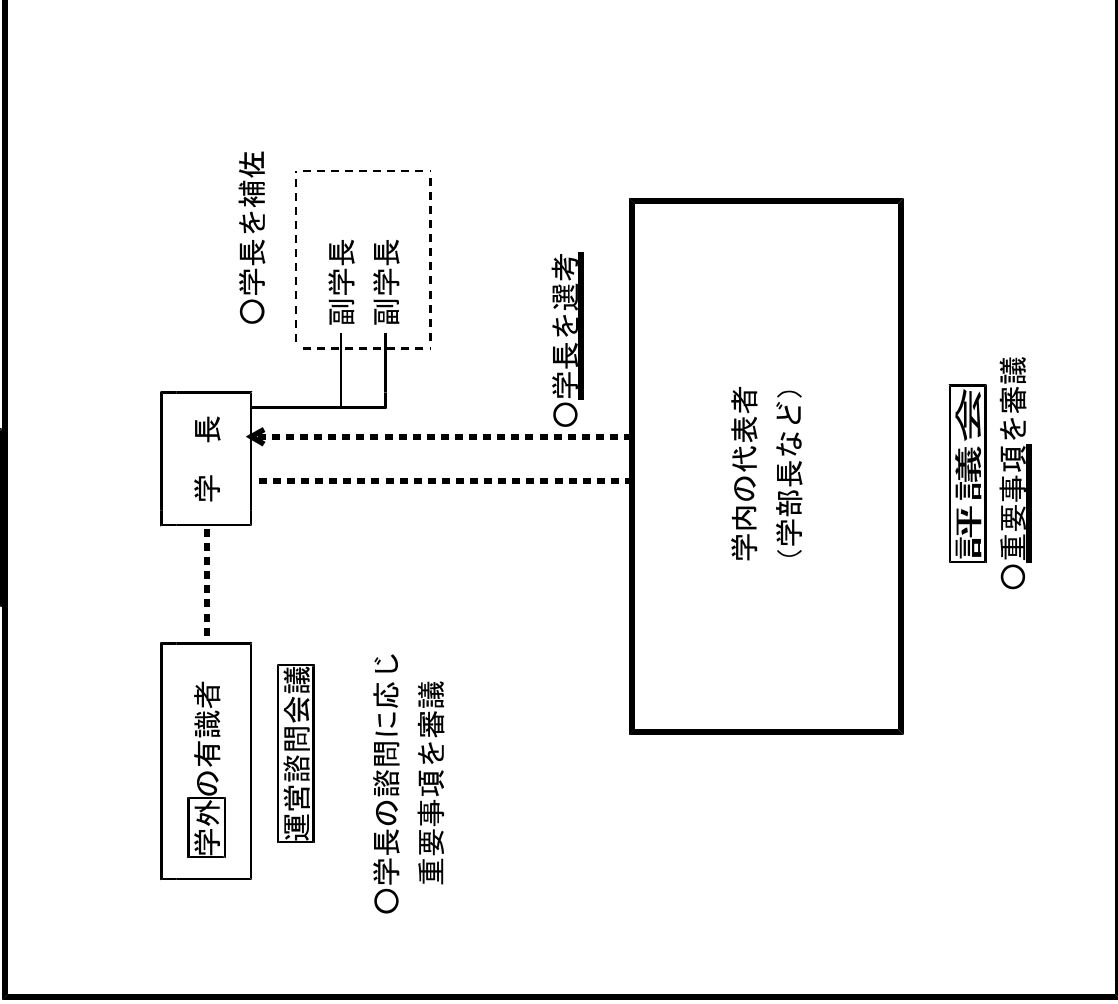 ○学長を補佐
副学長
副学長
学　長
学外の有識者
運営諮問会議
○学長の諮問に応じ
重要事項を審議
○学長を選考
学内の代表者
（学部長など）
評議会
○重要事項を審議